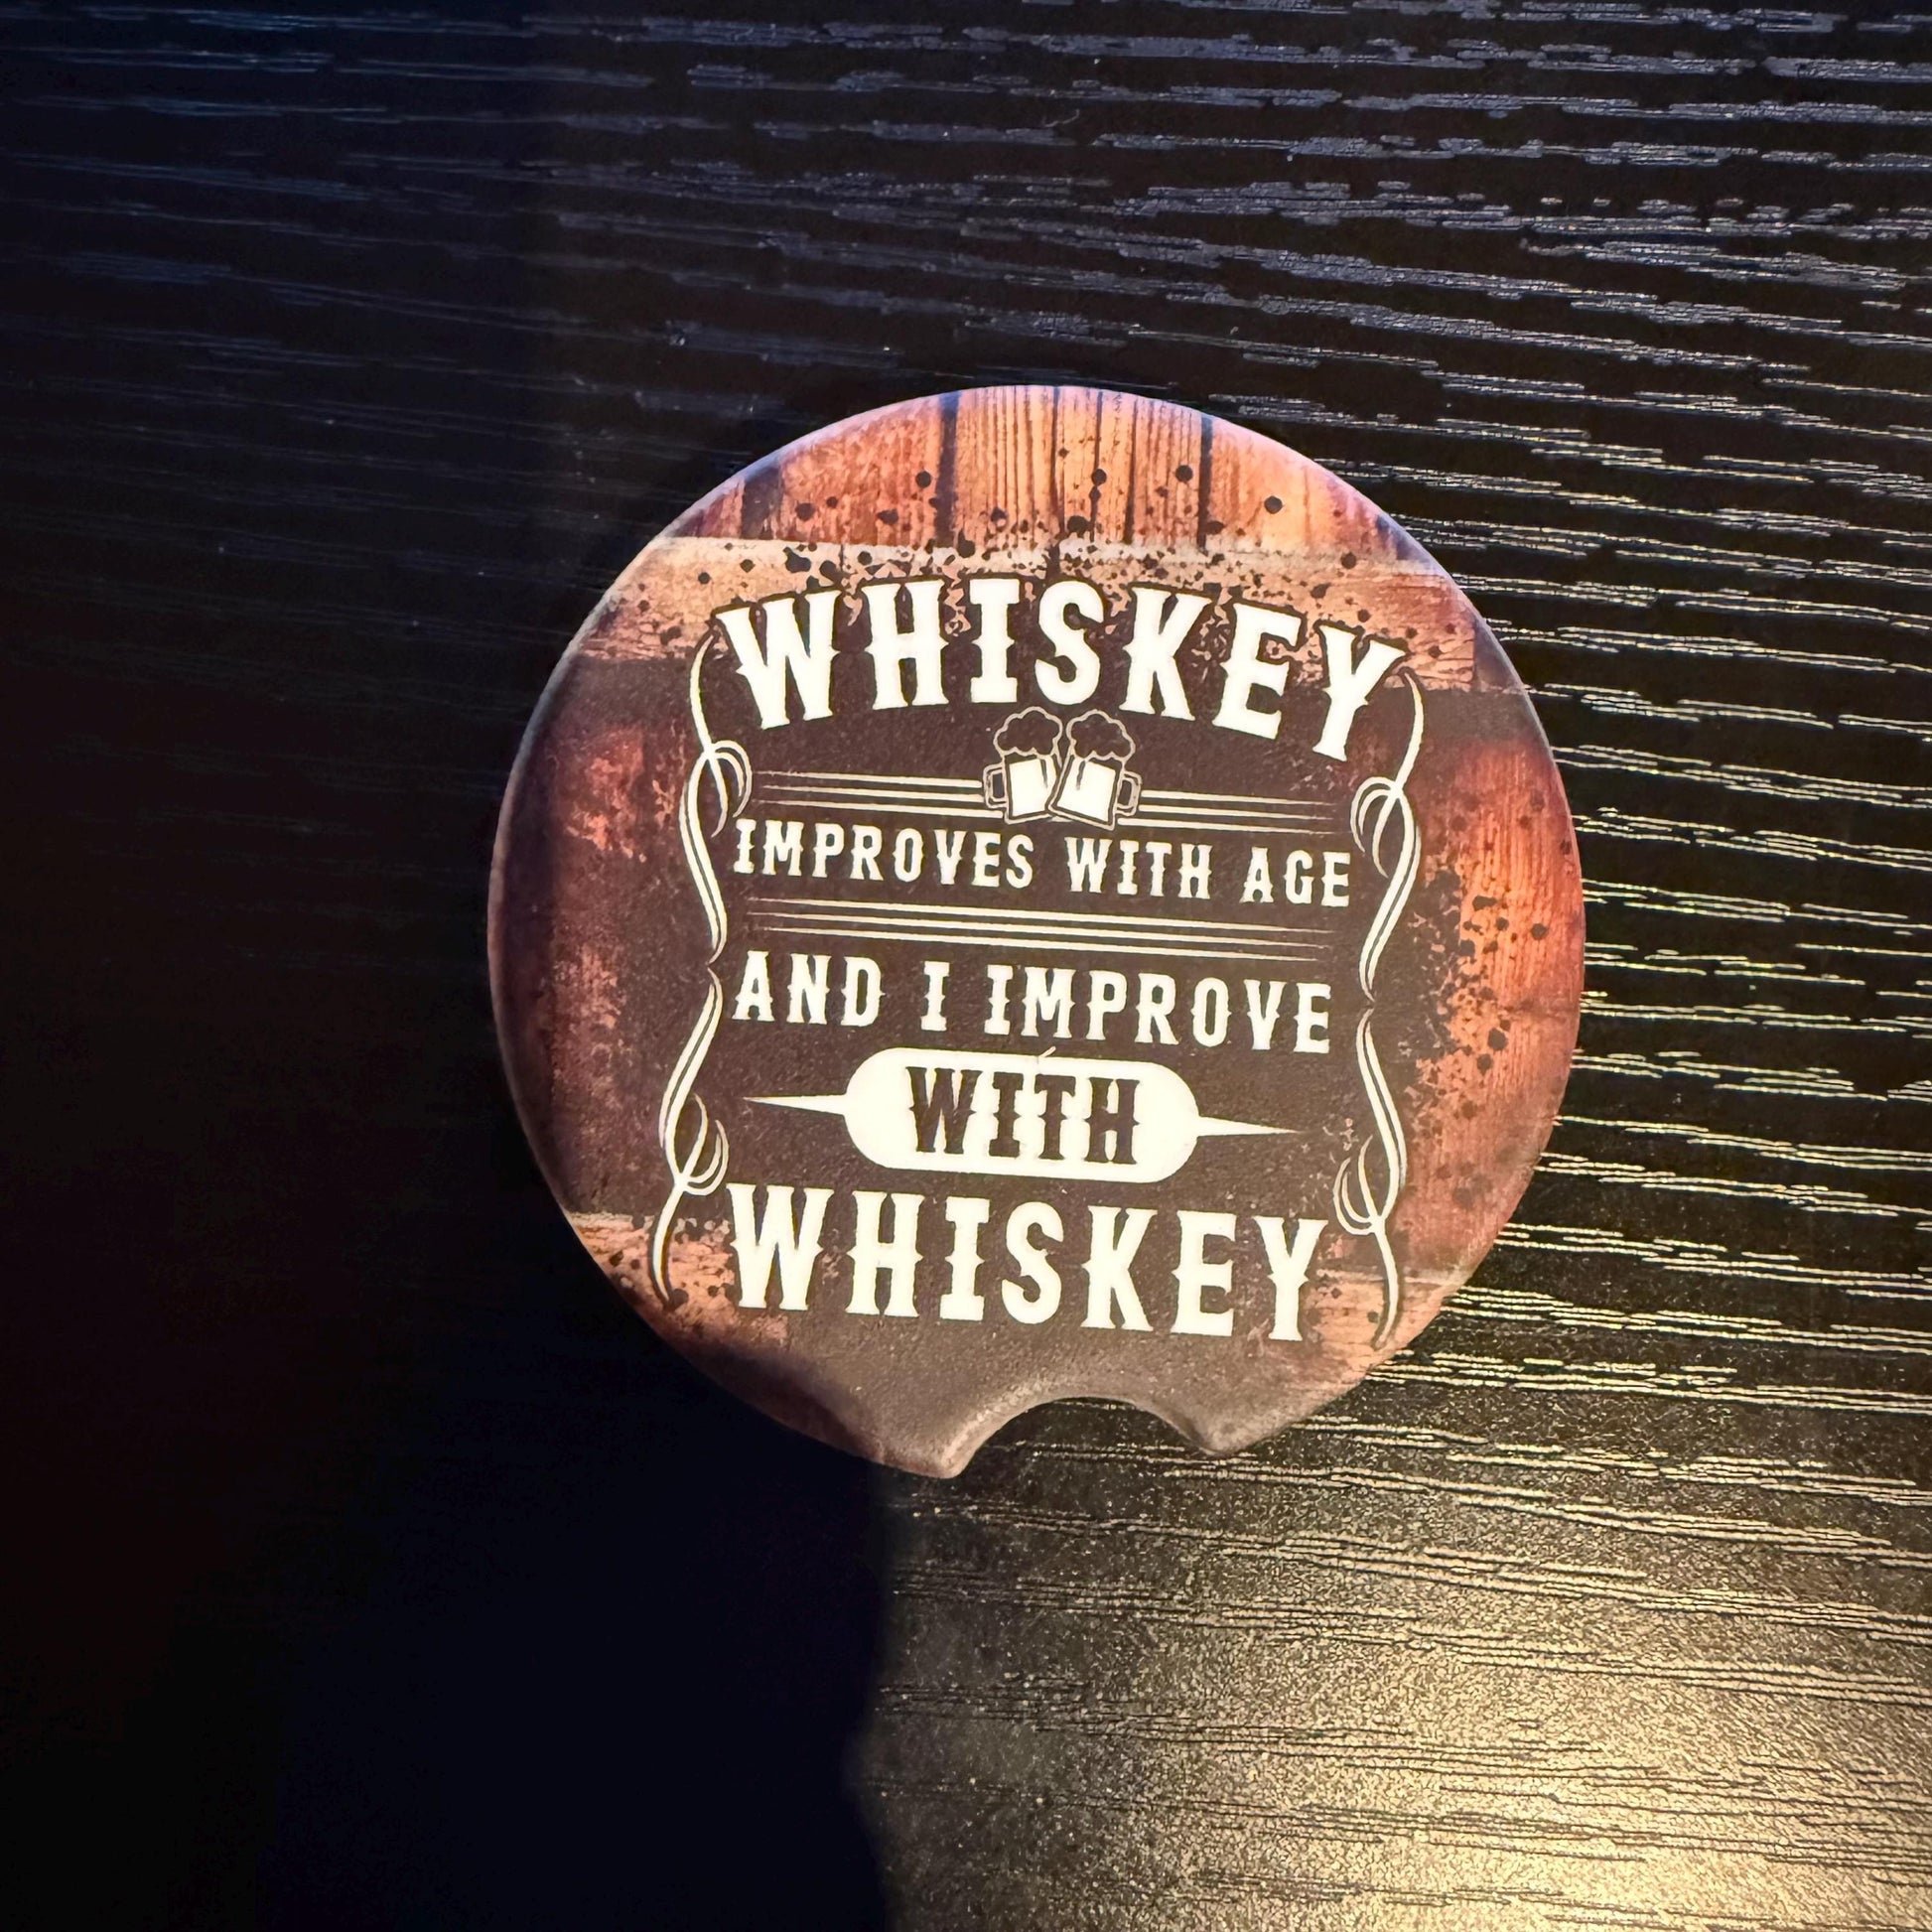 WHISKEY
IMPROVES WITH AGE
AND I IMPROVE
WITH
WHISKEY